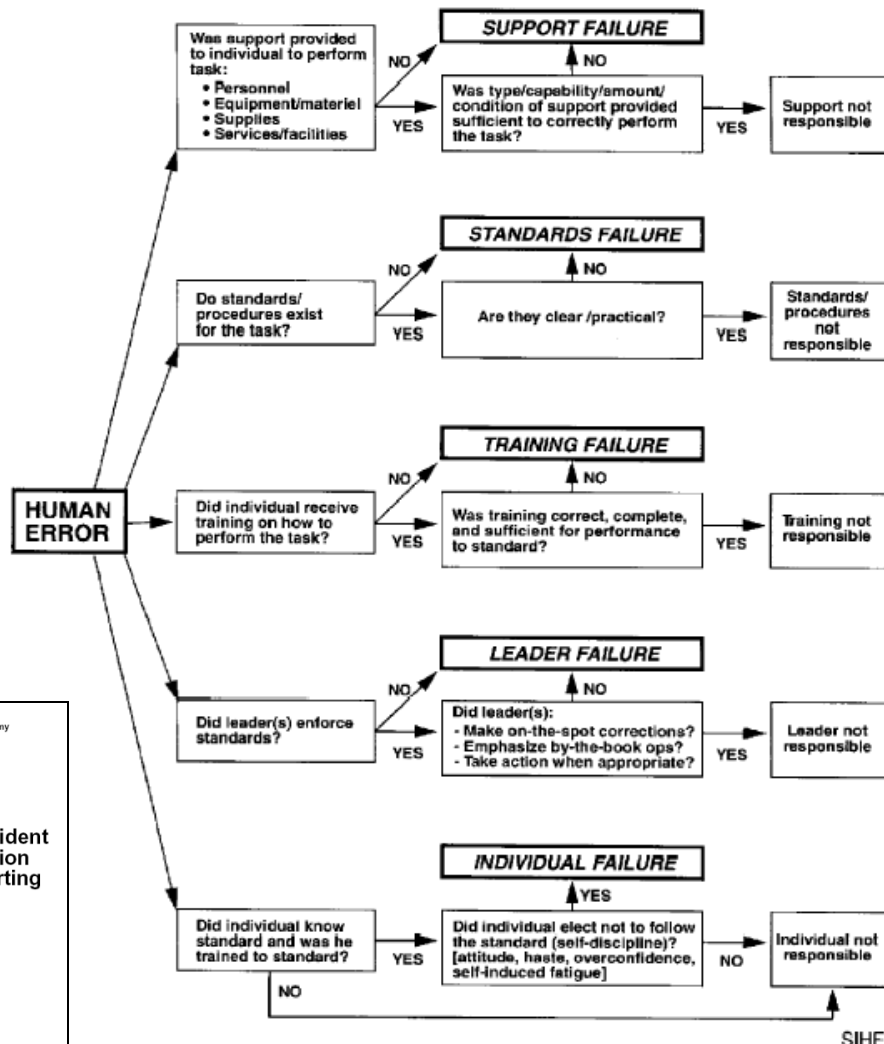 Was support provided
to individual to perform
task:
• Personnel
• Equipment/materiel
• Supplies
• Services/facilities
NO
YES
SUPPORT FAILURE
NO
Was type/capability/amount/
condition of support provided
sufficient to correctly perform
the task?
YES
Support not
responsible
STANDARDS FAILURE
NO
NO
Do standards/
procedures exist
for the task?
YES
Are they clear/practical?
YES
Standards/
procedures
not
responsible
TRAINING FAILURE
NO
NO
HUMAN
ERROR
Did individual receive
training on how to
perform the task?
YES
Was training correct, complete,
and sufficient for performance
to standard?
YES
Training not
responsible
LEADER FAILURE
NO
NO
Did leader(s) enforce
standards?
YES
Did leader(s):
- Make on-the-spot corrections?
- Emphasize by-the-book ops?
- Take action when appropriate?
YES
Leader not
responsible
my
ident
ion
rting
INDIVIDUAL FAILURE
YES
Did individual know
standard and was he
trained to standard?
YES
NO
Did individual elect not to follow
the standard (self-discipline)?
[attitude, haste, overconfidence,
self-induced fatigue]
NO
Individual not
responsible